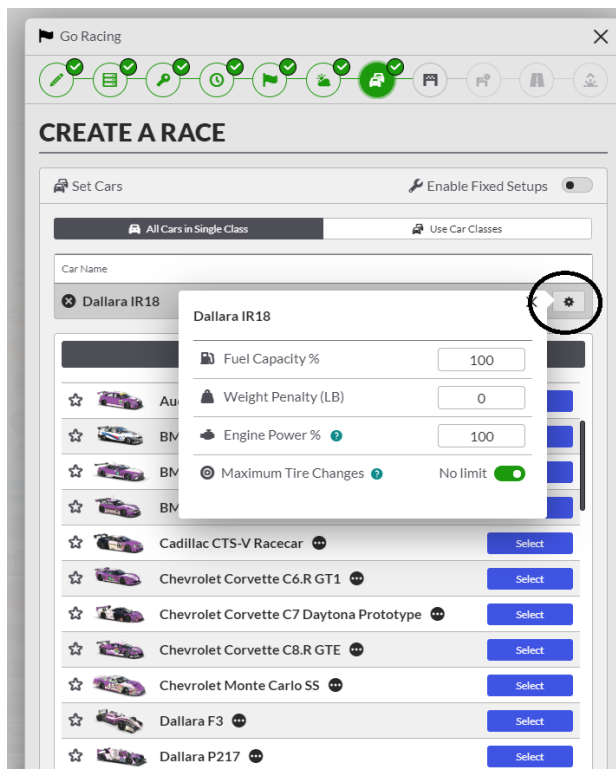 Go Racing
CREATE A RACE
Set Cars
Enable Fixed Setups
All Cars in Single Class
Use Car Classes
Car Name
Dallara IR18
Dallara IR18
Fuel Capacity % 100
Weight Penalty (LB) 0
Engine Power % 100
Maximum Tire Changes No limit
Au
BM
BM
BM
Cadillac CTS-V Racecar Select
Chevrolet Corvette C6.R GT1 Select
Chevrolet Corvette C7 Daytona Prototype Select
Chevrolet Corvette C8.R GTE Select
Chevrolet Monte Carlo SS Select
Dallara F3 Select
Dallara P217 Select